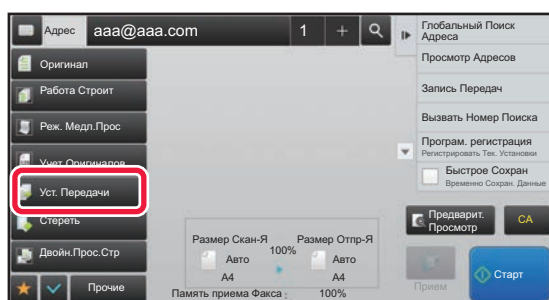 Адрес aaa@aaa.com 1 +
Оригинал
Работа Строит
Реж. Медл.Прос
Учет Оригиналов
Уст. Передачи
Стереть
Двойн.Прос.Стр
Прочие
Размер Скан-Я 100% Размер Отпр-Я
Авто Авто
A4 A4
Память приема Факса : 100%
Глобальный Поиск
Адреса
Просмотр Адресов
Запись Передач
Вызвать Номер Поиска
Програм. регистрация
Регистрировать Тек. Установки
Быстрое Сохран
Временно Сохран. Данные
Предварит.
Просмотр
CA
Прием
Старт